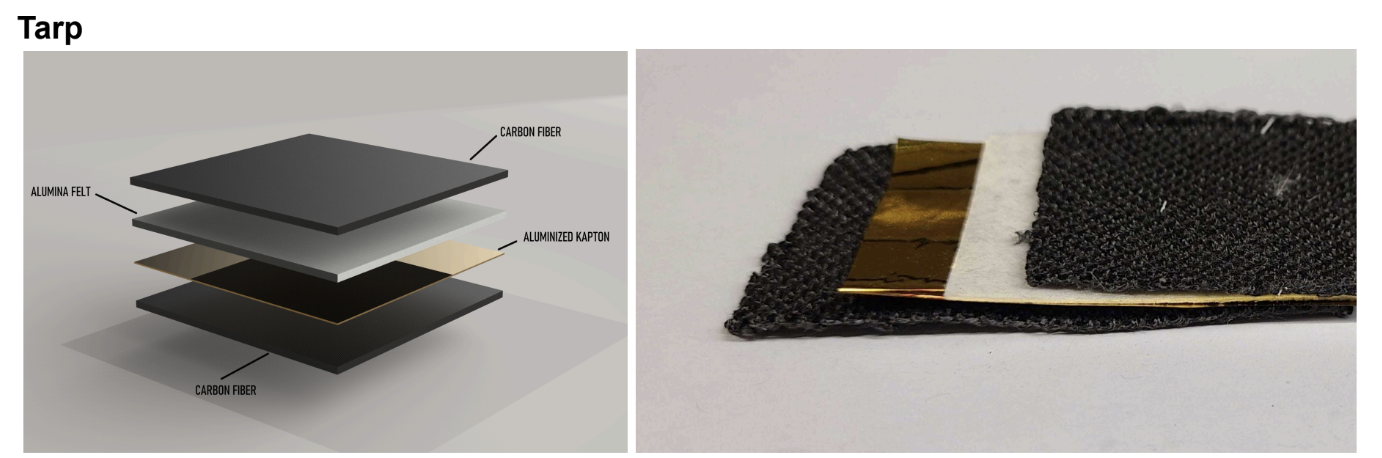 Tarp
CARBON FIBER
ALUMINA FELT
ALUMINIZED KAPTON
CARBON FIBER